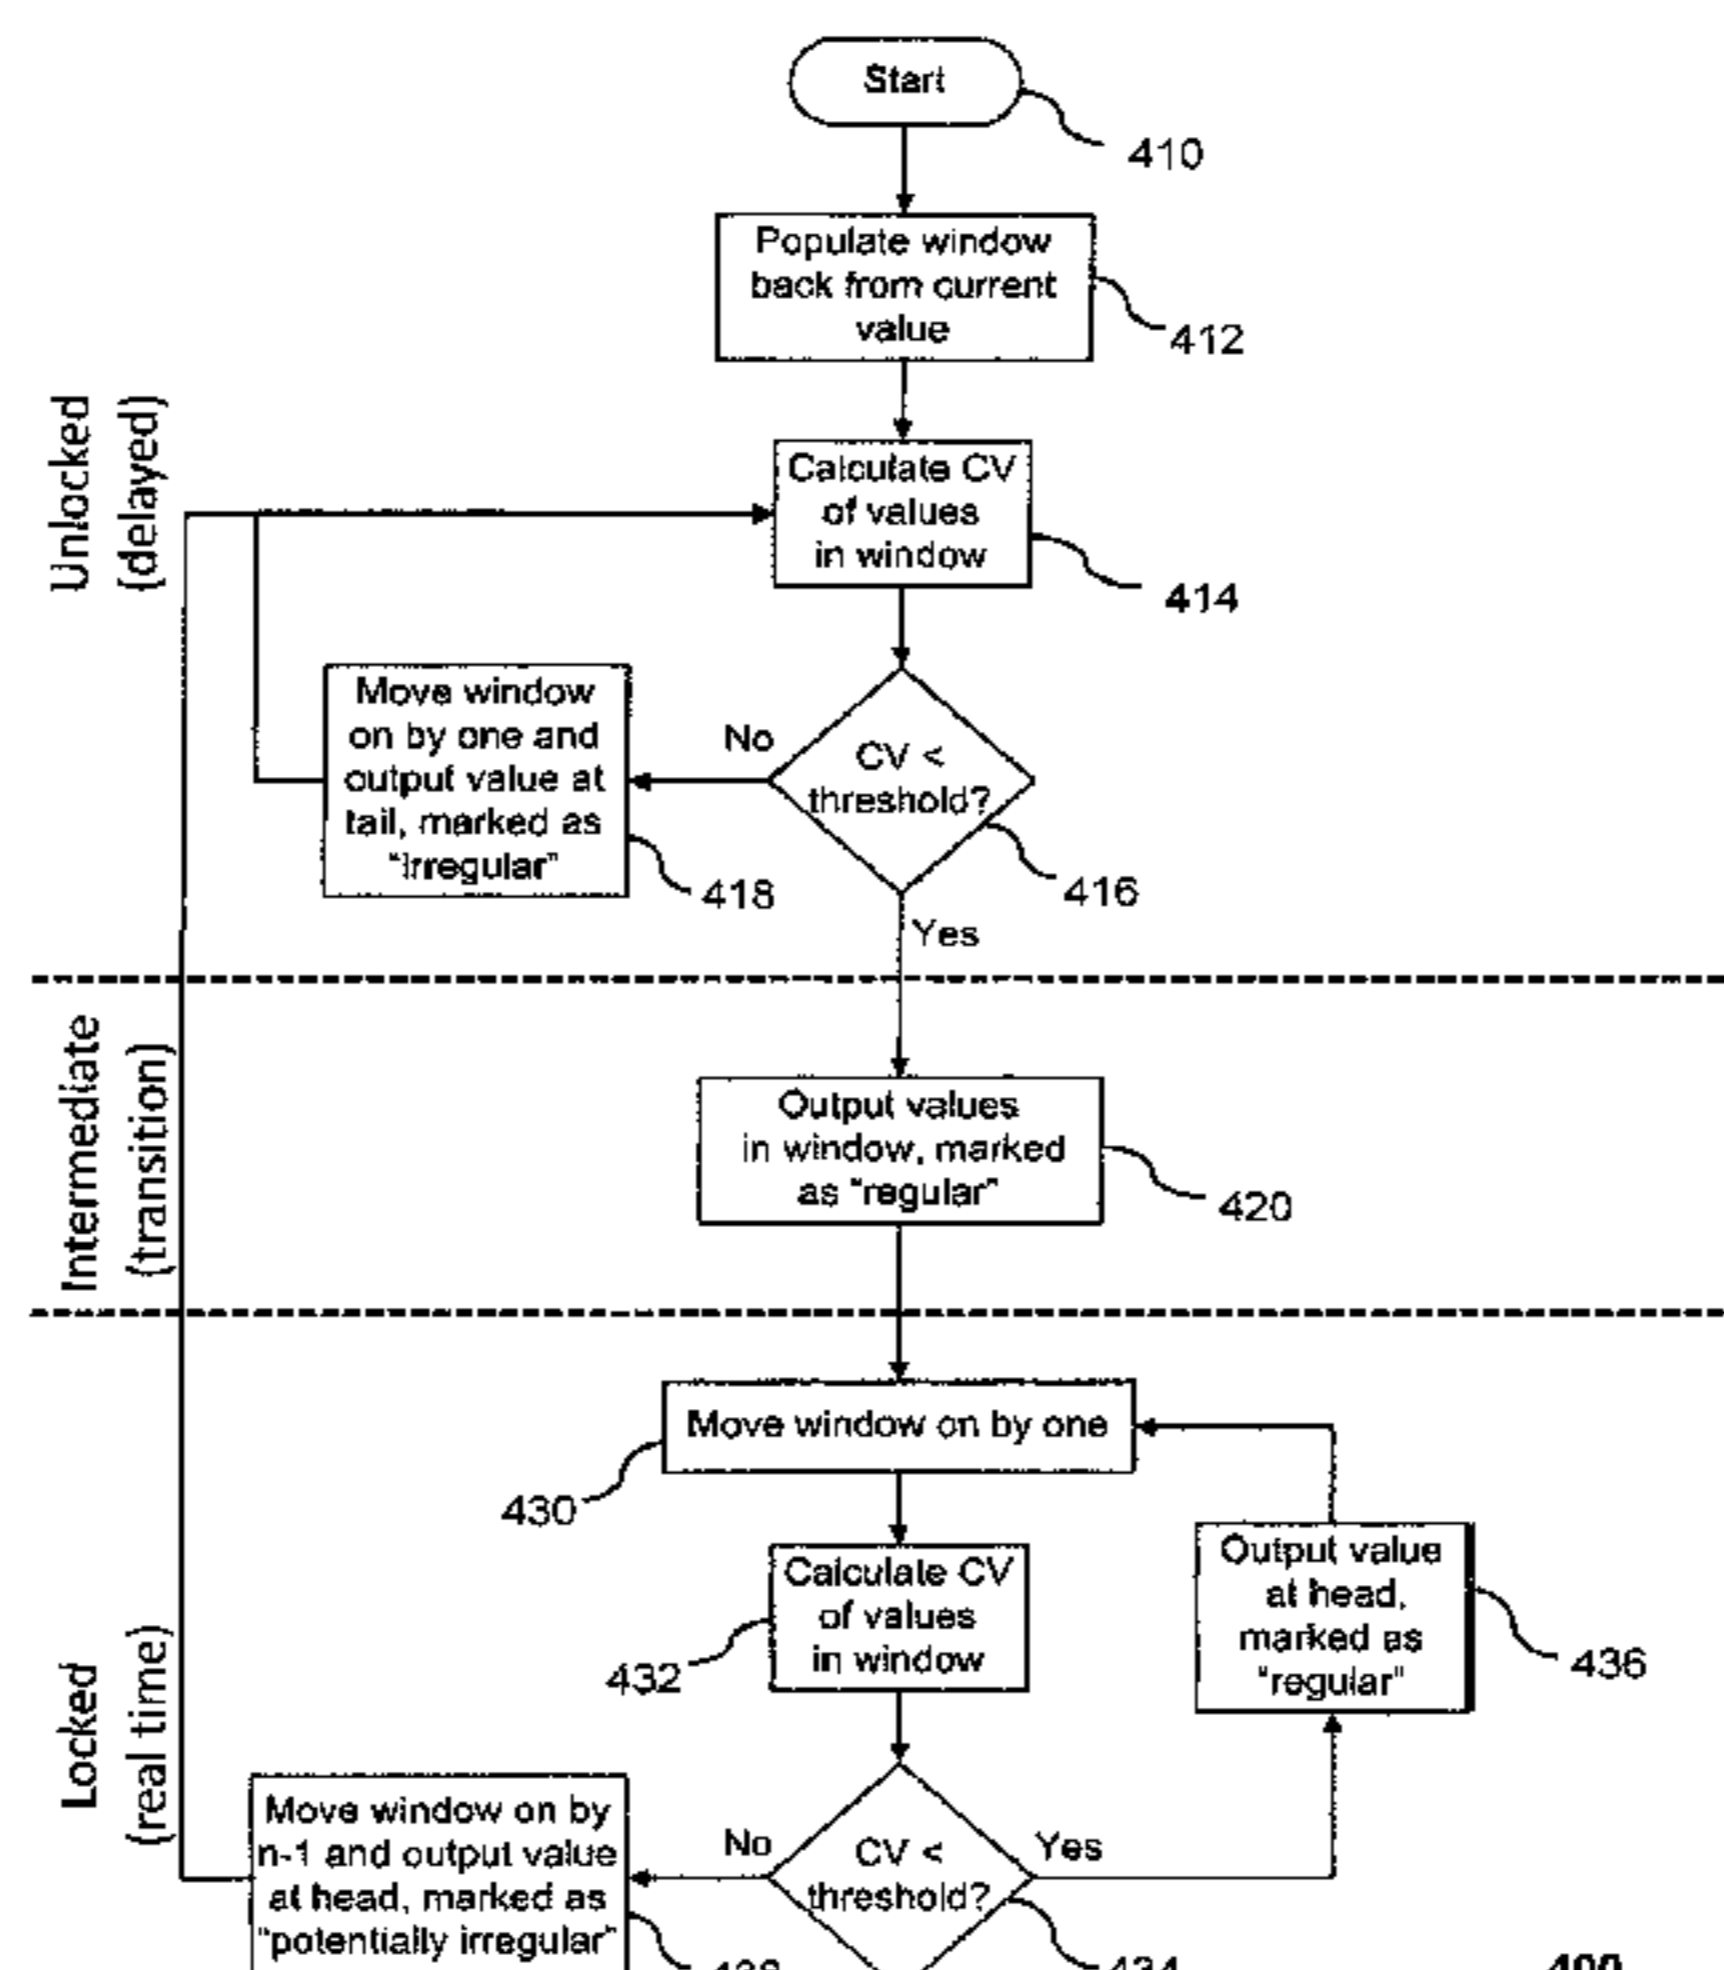 Start
410
Populate window
back from current
value
412
Unlocked
(delayed)
Calculate CV
of values
in window
414
Move window
on by one and
output value at
tail, marked as
"irregular"
418
No
CV <
threshold?
416
Yes
Intermediate
(transition)
Output values
in window, marked
as "regular"
420
Move window on by one
430
Calculate CV
of values
in window
432
Output value
at head,
marked as
"regular"
436
Locked
(real time)
Move window on by
n-1 and output value
at head, marked as
"potentially irregular"
438
No
CV <
threshold?
Yes
434
400